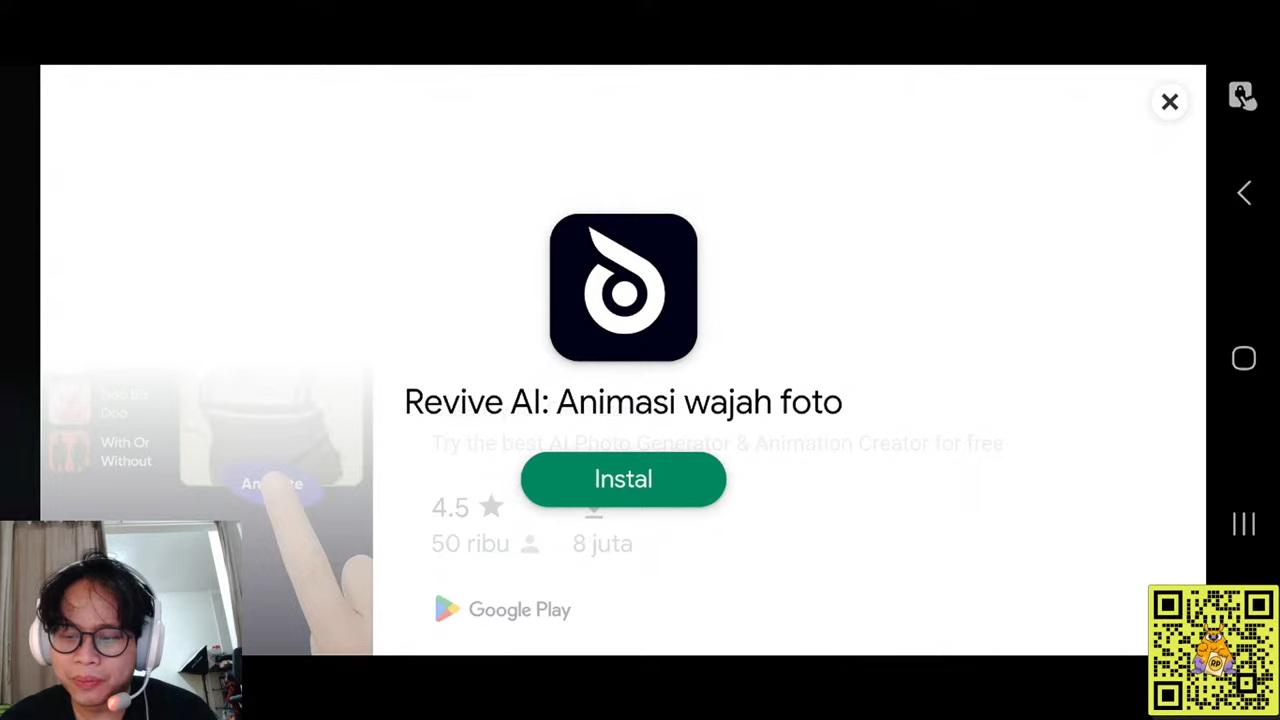 Revive AI: Animasi wajah foto
Try the best AI Photo Generator & Animation Creator for free
Instal
With Or
Without
4.5
50 ribu
8 juta
Google Play
RP